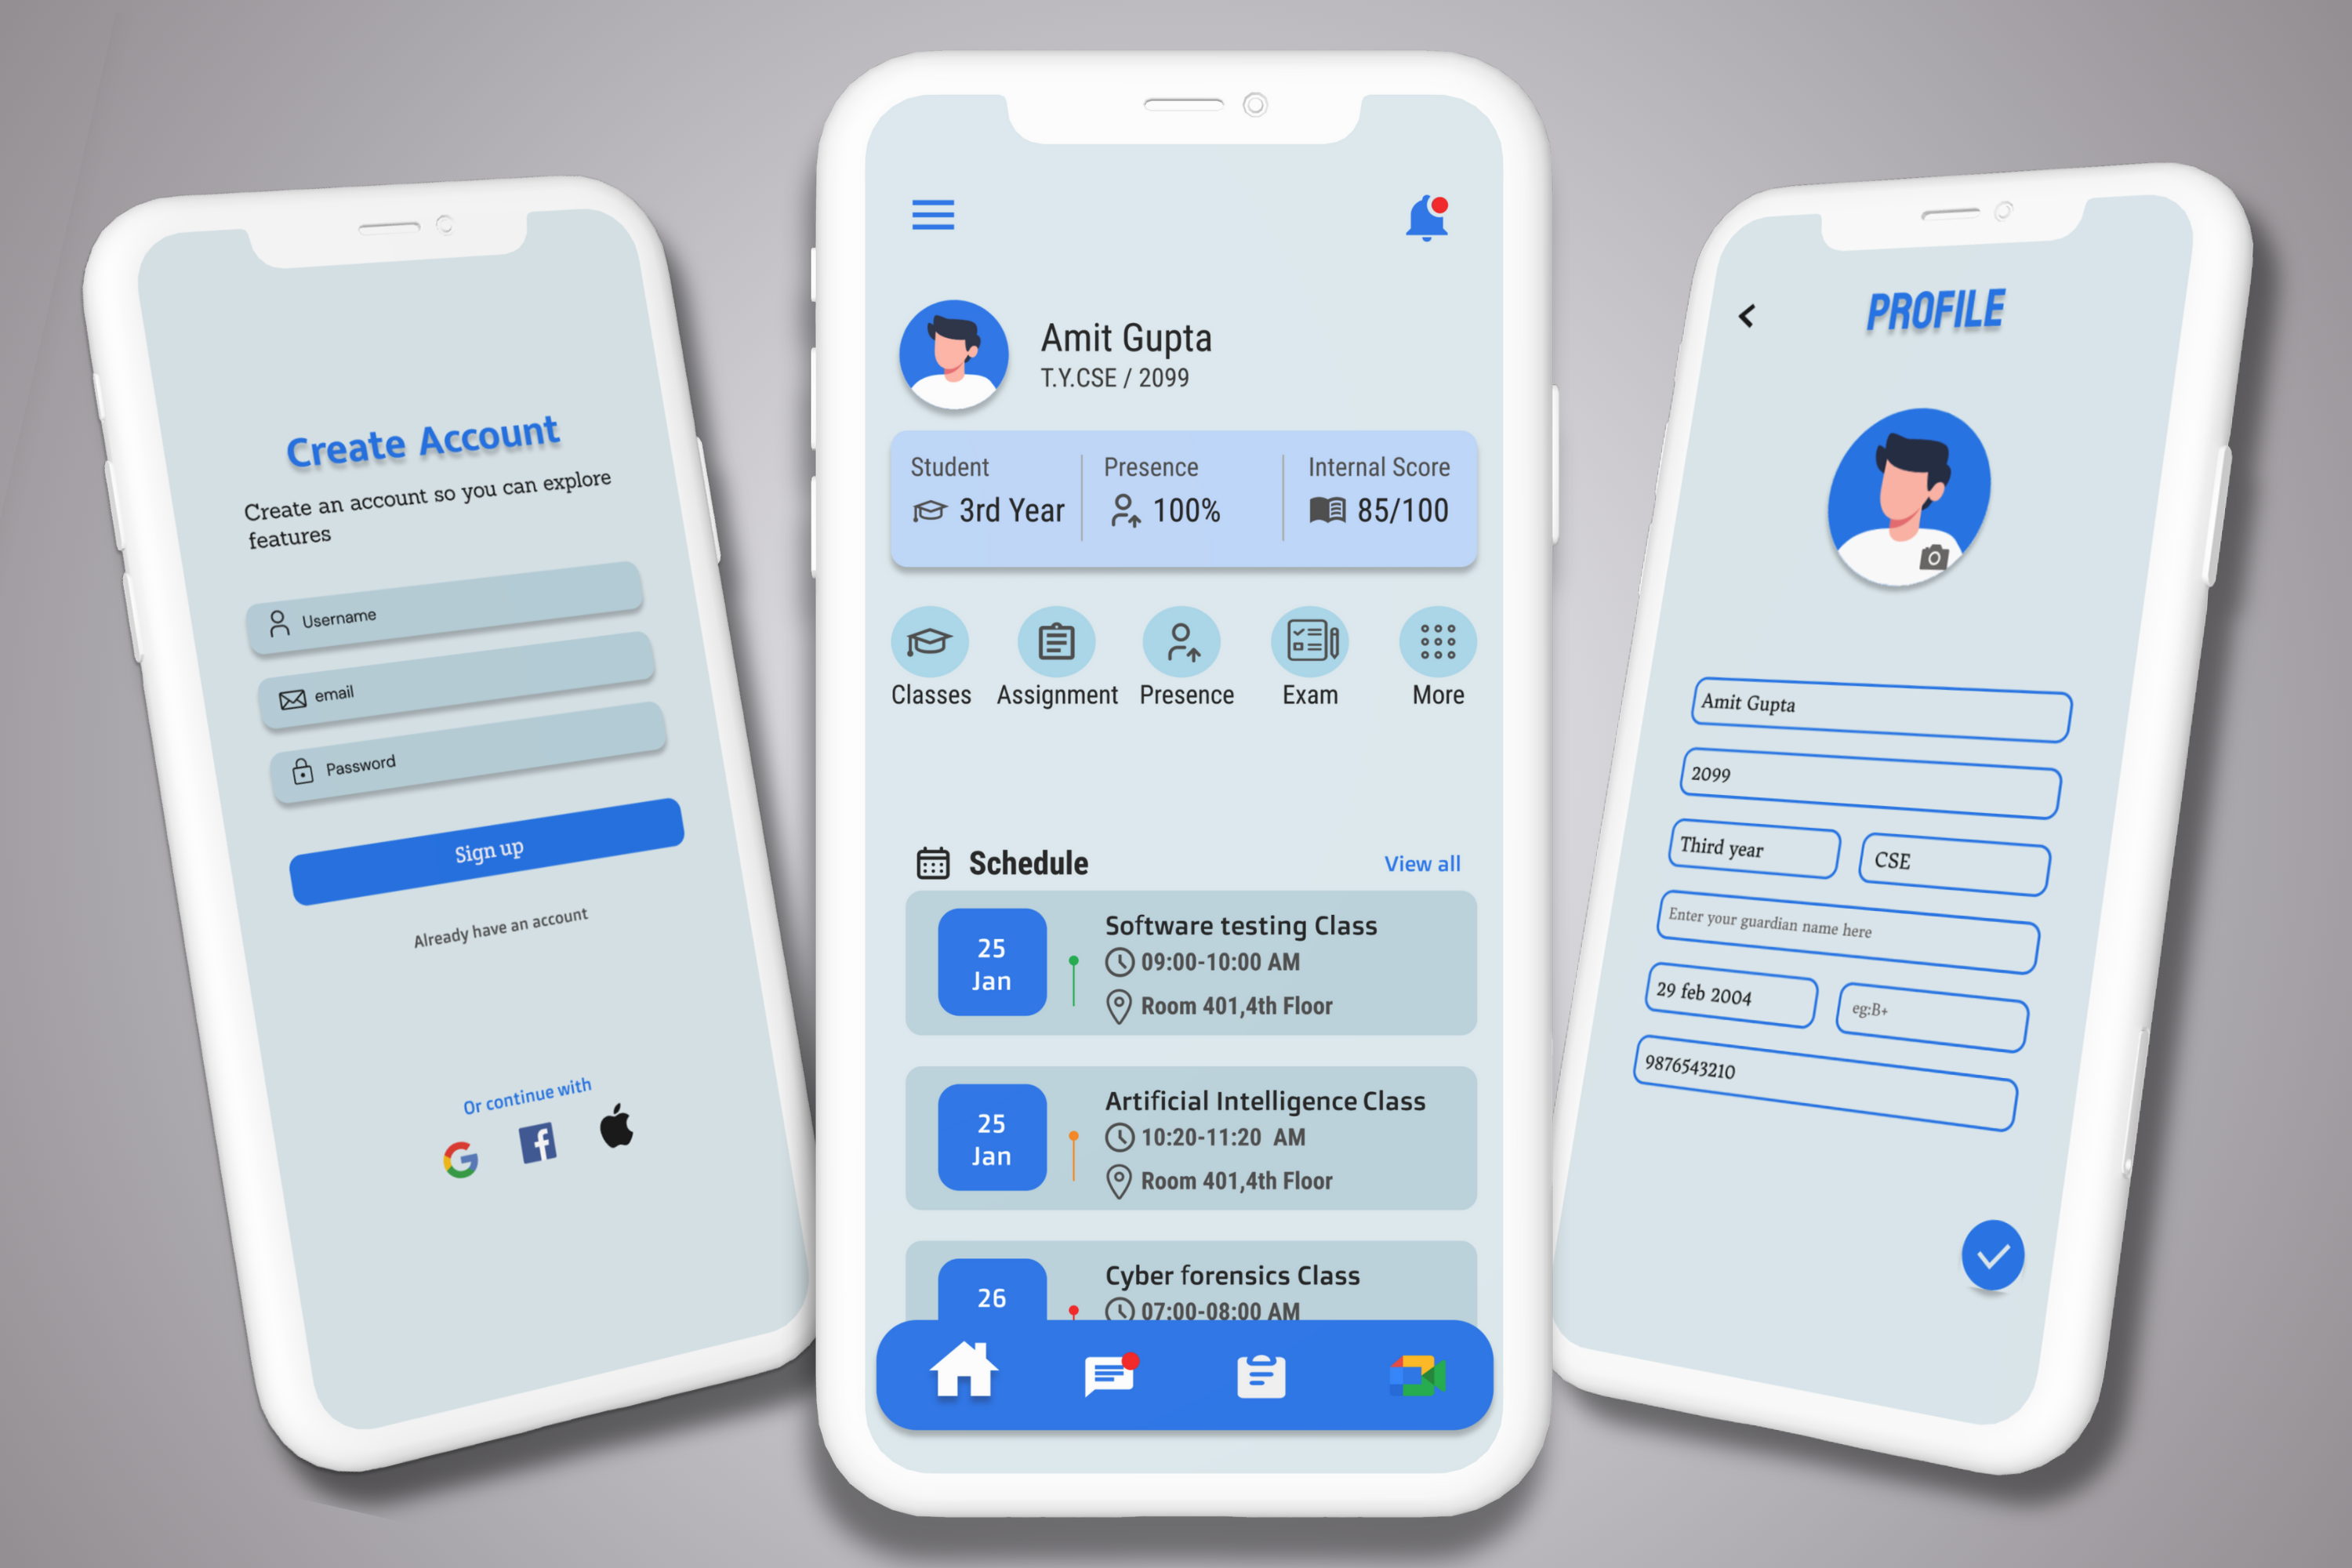 Create Account
Create an account so you can explore
features
Username
email
Password
Sign up
Already have an account
Or continue with
Amit Gupta
T.Y.CSE / 2099
Student
3rd Year
Presence
100%
Internal Score
85/100
Classes
Assignment
Presence
Exam
More
Schedule
View all
25
Jan
Software testing Class
09:00-10:00 AM
Room 401,4th Floor
25
Jan
Artificial Intelligence Class
10:20-11:20 AM
Room 401,4th Floor
26
Cyber forensics Class
07:00-08:00 AM
PROFILE
Amit Gupta
2099
Third year
CSE
Enter your guardian name here
29 feb 2004
eg:B+
9876543210